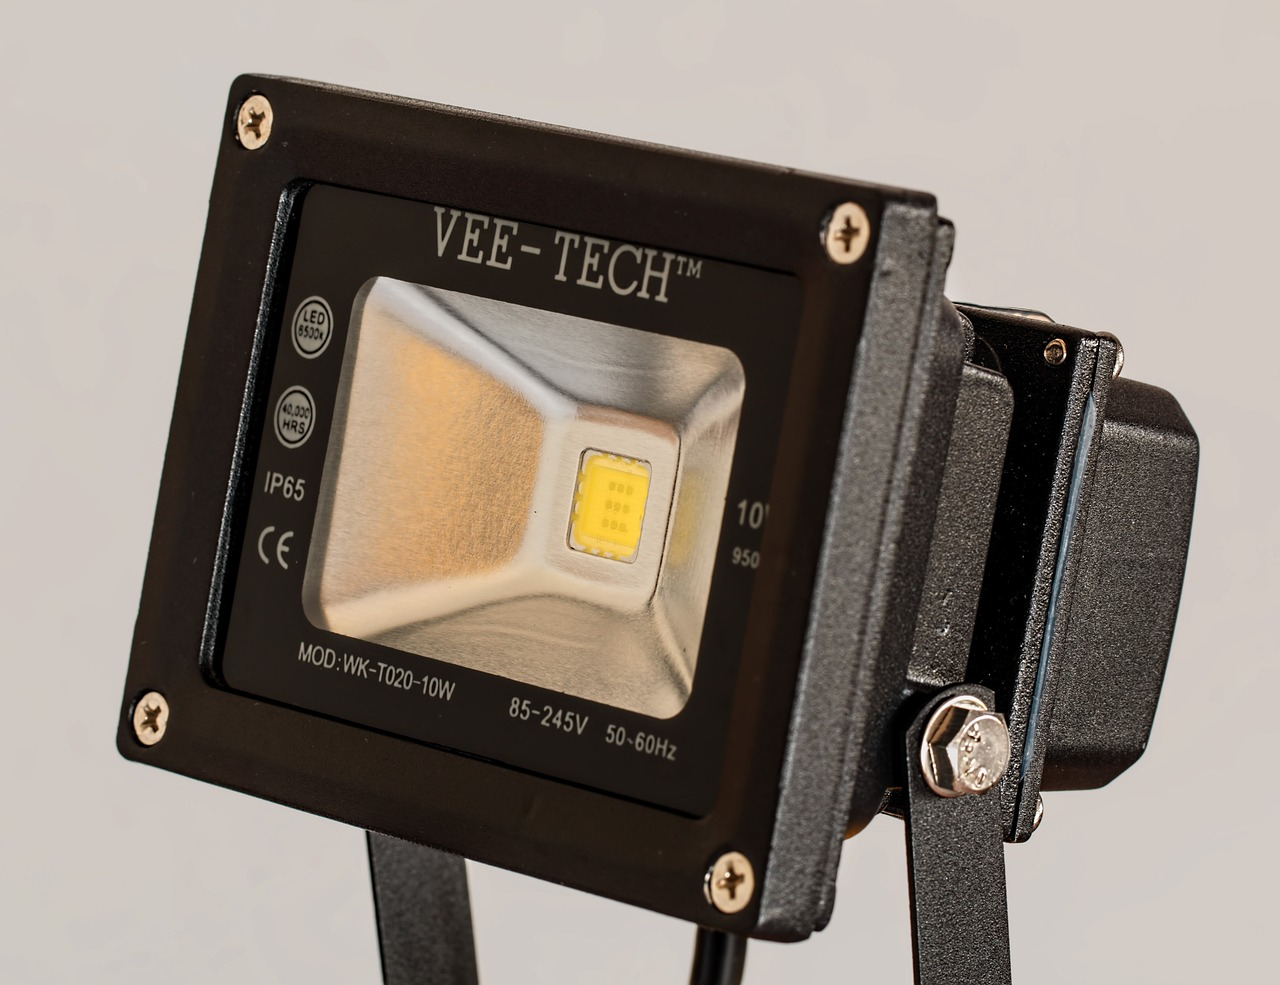 VEE-TECH™
LED
6500k
40,000
HRS
IP65
CE
10
950
MOD:WK-T020-10W
85-245V 50~60Hz